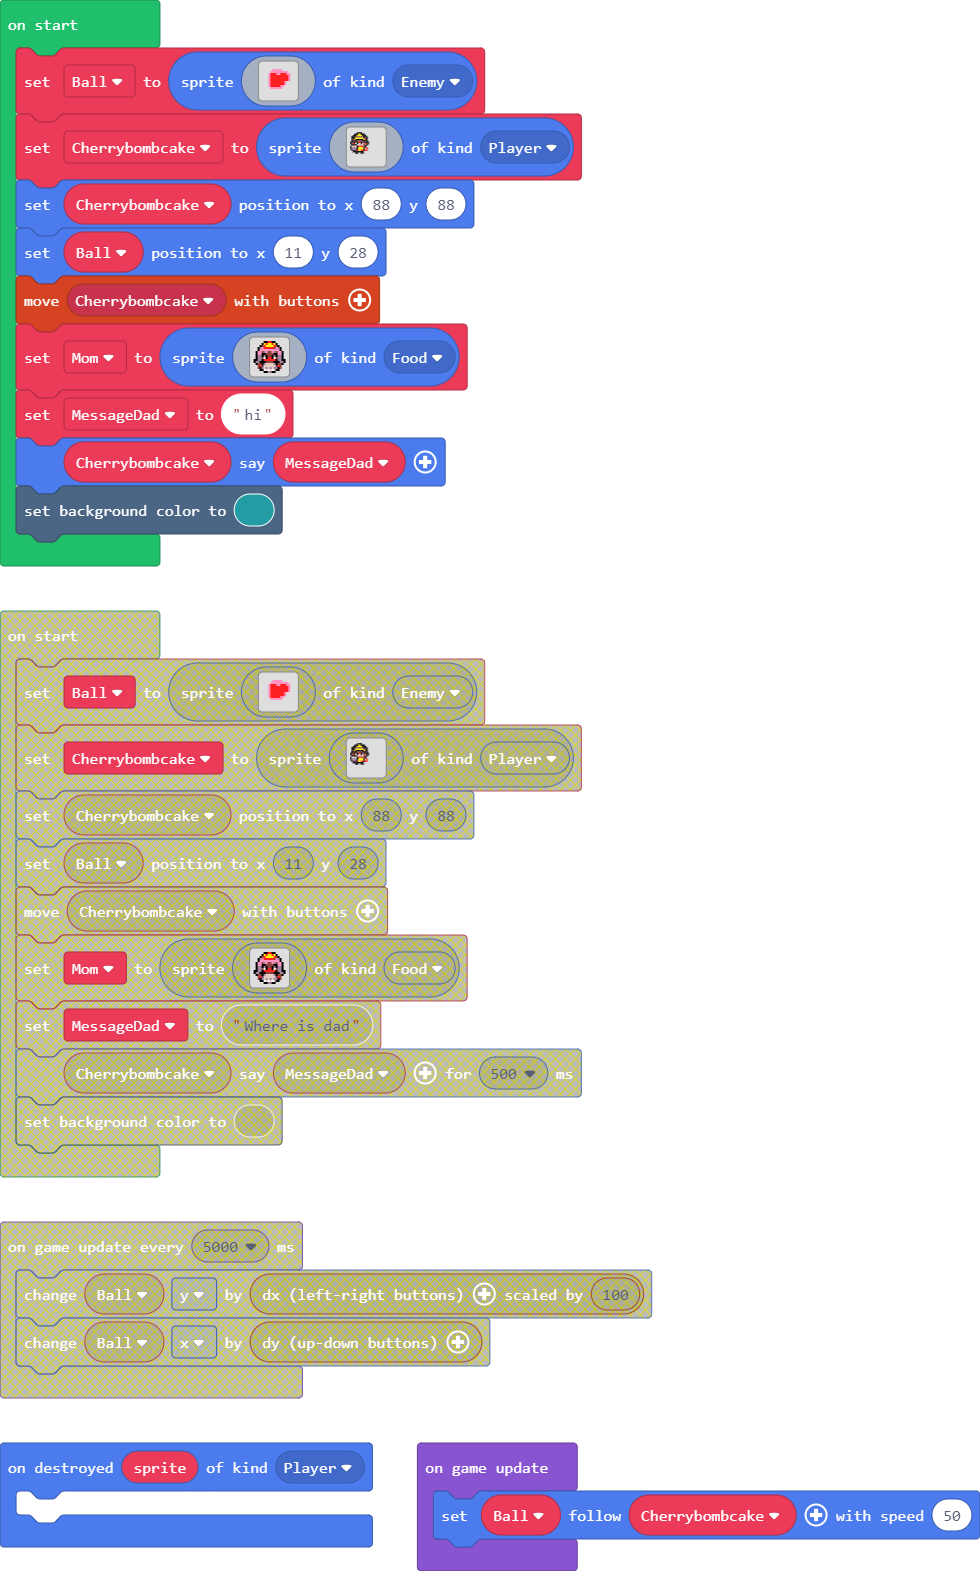 on start
set Ball to sprite of kind Enemy
set Cherrybombcake to sprite of kind Player
set Cherrybombcake position to x 88 y 88
set Ball position to x 11 y 28
move Cherrybombcake with buttons
set Mom to sprite of kind Food
set MessageDad to "hi"
Cherrybombcake say MessageDad
set background color to
on start
set Ball to sprite of kind Enemy
set Cherrybombcake to sprite of kind Player
set Cherrybombcake position to x 88 y 88
set Ball position to x 11 y 28
move Cherrybombcake with buttons
set Mom to sprite of kind Food
set MessageDad to "Where is dad"
Cherrybombcake say MessageDad for 500 ms
set background color to
on game update every 5000 ms
change Ball y by dx (left-right buttons) scaled by 100
change Ball x by dy (up-down buttons)
on destroyed sprite of kind Player
on game update
set Ball follow Cherrybombcake with speed 50